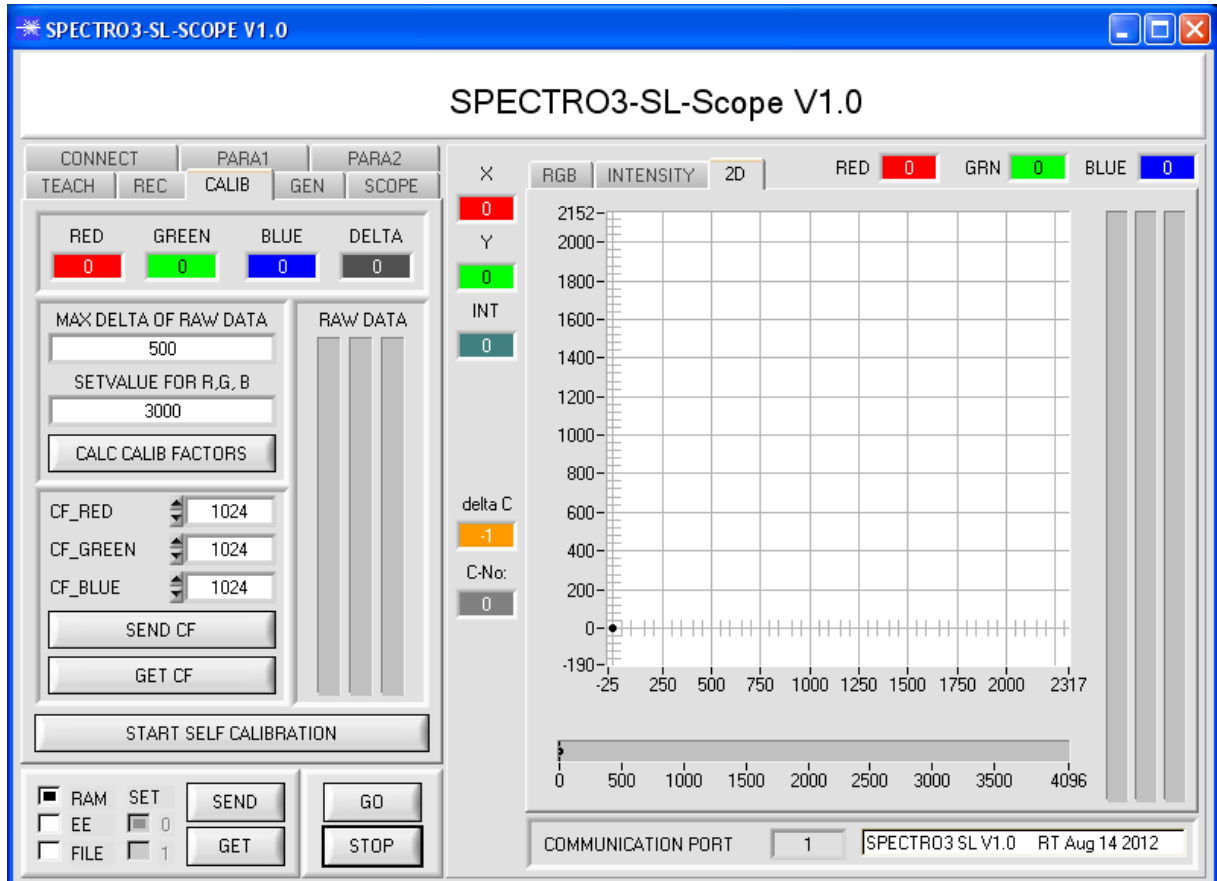 SPECTRO3-SL-SCOPE V1.0
SPECTRO3-SL-Scope V1.0
CONNECT PARA1 PARA2
TEACH REC CALIB GEN SCOPE
RED GREEN BLUE DELTA
0 0 0 0
MAX DELTA OF RAW DATA
500
SETVALUE FOR R,G, B
3000
CALC CALIB FACTORS
RAW DATA
CF_RED 1024
CF_GREEN 1024
CF_BLUE 1024
SEND CF
GET CF
START SELF CALIBRATION
RAM SET
EE 0
FILE 1
SEND
GET
GO
STOP
X
0
Y
0
INT
0
delta C
-1
C-No:
0
RGB INTENSITY 2D
RED 0 GRN 0 BLUE 0
2152
2000
1800
1600
1400
1200
1000
800
600
400
200
0
-190
-25 250 500 750 1000 1250 1500 1750 2000 2317
0 500 1000 1500 2000 2500 3000 3500 4096
COMMUNICATION PORT 1 SPECTRO3 SL V1.0 RT Aug 14 2012